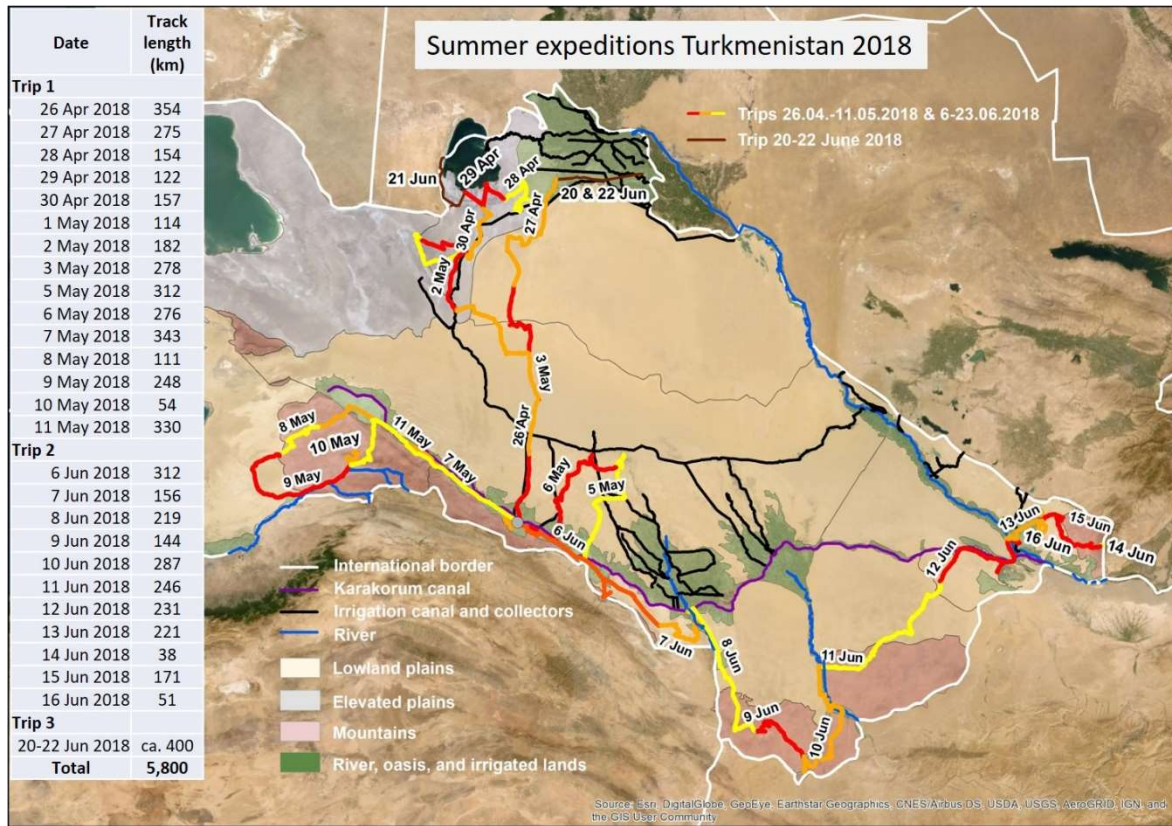 Date Track length (km)
Trip 1
26 Apr 2018 354
27 Apr 2018 275
28 Apr 2018 154
29 Apr 2018 122
30 Apr 2018 157
1 May 2018 114
2 May 2018 182
3 May 2018 278
5 May 2018 312
6 May 2018 276
7 May 2018 343
8 May 2018 111
9 May 2018 248
10 May 2018 54
11 May 2018 330
Trip 2
6 Jun 2018 312
7 Jun 2018 156
8 Jun 2018 219
9 Jun 2018 144
10 Jun 2018 287
11 Jun 2018 246
12 Jun 2018 231
13 Jun 2018 221
14 Jun 2018 38
15 Jun 2018 171
16 Jun 2018 51
Trip 3
20-22 Jun 2018 ca. 400
Total 5,800
Summer expeditions Turkmenistan 2018
Trips 26.04.-11.05.2018 & 6-23.06.2018
Trip 20-22 June 2018
21 Jun
29 Apr
28 Apr
20 & 22 Jun
27 Apr
30 Apr
2 May
3 May
26 Apr
8 May
10 May
11 May
9 May
7 May
6 May
5 May
6 Jun
7 Jun
8 Jun
9 Jun
10 Jun
11 Jun
12 Jun
13 Jun
15 Jun
16 Jun
14 Jun
International border
Karakorum canal
Irrigation canal and collectors
River
Lowland plains
Elevated plains
Mountains
River, oasis, and irrigated lands
Source: Esri, DigitalGlobe, GeoEye, Earthstar Geographics, CNES/Airbus DS, USDA, USGS, AeroGRID, IGN, and
the GIS User Community